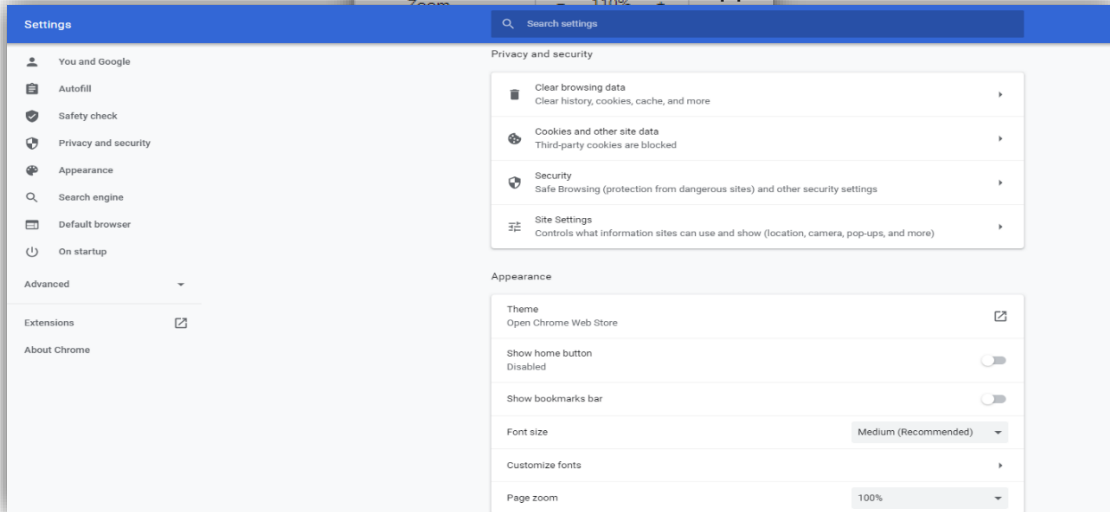 Zoom - 110% +
Settings
Search settings
You and Google
Autofill
Safety check
Privacy and security
Appearance
Search engine
Default browser
On startup
Advanced
Extensions
About Chrome
Privacy and security
Clear browsing data
Clear history, cookies, cache, and more
Cookies and other site data
Third-party cookies are blocked
Security
Safe Browsing (protection from dangerous sites) and other security settings
Site Settings
Controls what information sites can use and show (location, camera, pop-ups, and more)
Appearance
Theme
Open Chrome Web Store
Show home button
Disabled
Show bookmarks bar
Font size
Medium (Recommended)
Customize fonts
Page zoom
100%